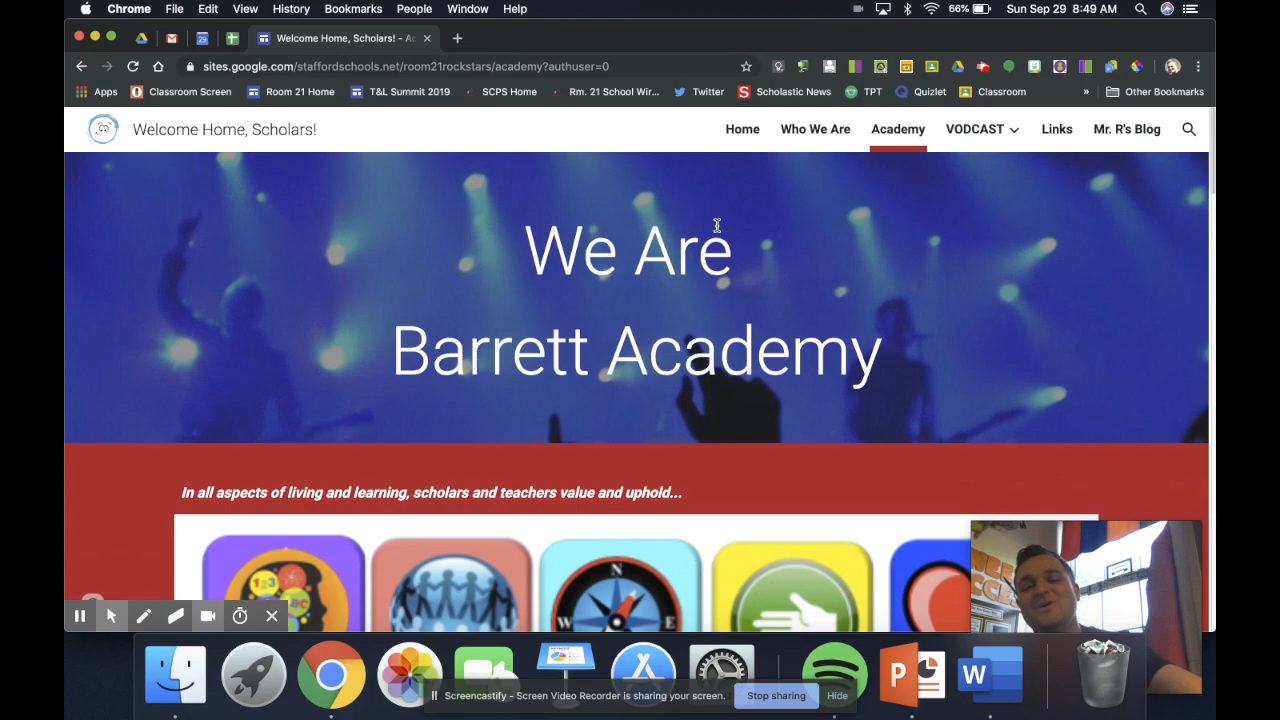 Chrome File Edit View History Bookmarks People Window Help 66% Sun Sep 29 8:49 AM
Welcome Home, Scholars! - Ac
sites.google.com/staffordschools.net/room21rockstars/academy?authuser=0
Apps Classroom Screen Room 21 Home T&L Summit 2019 SCPS Home Rm. 21 School Wir... Twitter Scholastic News TPT Quizlet Classroom » Other Bookmarks
Welcome Home, Scholars! Home Who We Are Academy VODCAST Links Mr. R's Blog
We Are
Barrett Academy
In all aspects of living and learning, scholars and teachers value and uphold...
123
ABC
N
W E
Screencastify - Screen Video Recorder is sharing your screen. Stop sharing Hide
P W